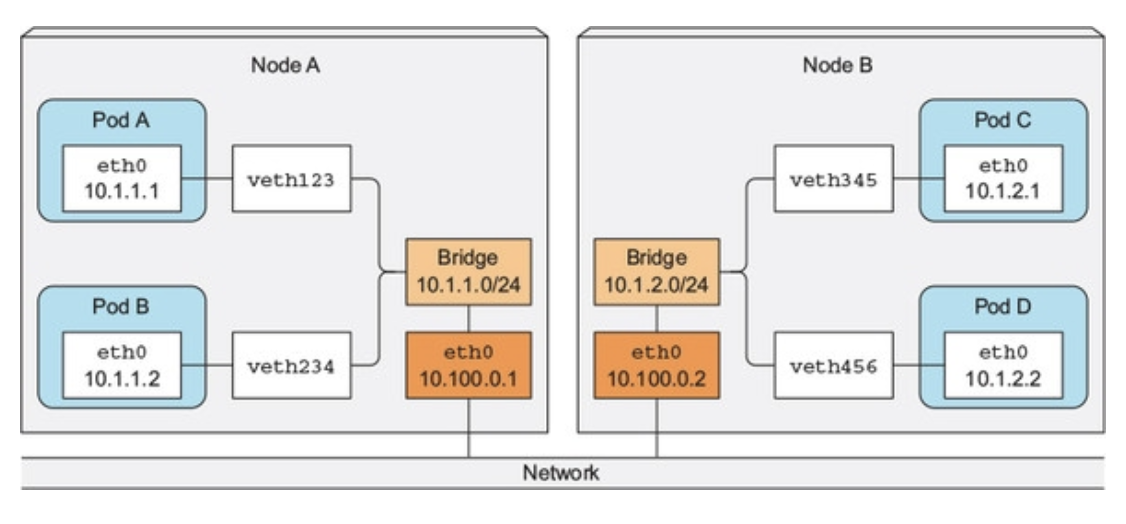 Node A
Pod A
eth0
10.1.1.1
veth123
Bridge
10.1.1.0/24
Pod B
eth0
10.1.1.2
veth234
eth0
10.100.0.1
Node B
Pod C
eth0
10.1.2.1
veth345
Bridge
10.1.2.0/24
Pod D
eth0
10.1.2.2
veth456
eth0
10.100.0.2
Network